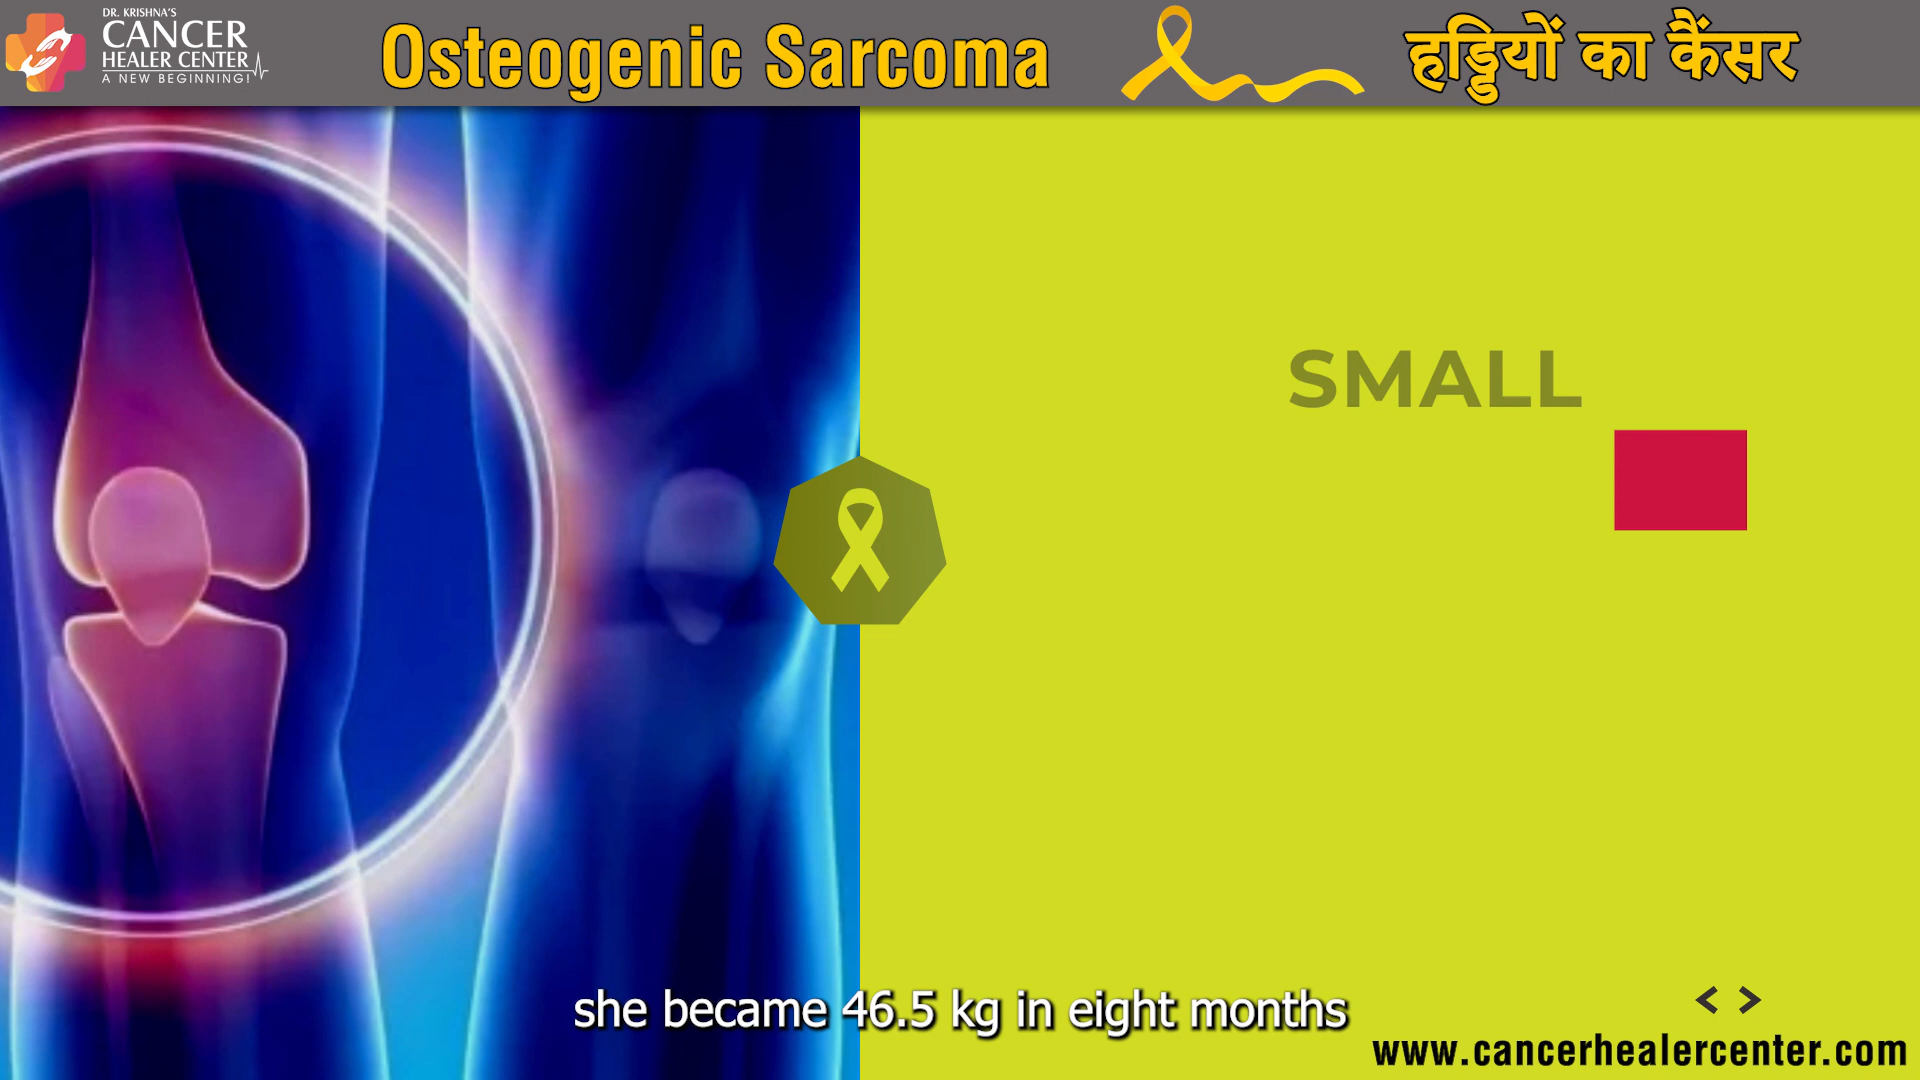 DR. KRISHNA'S
CANCER
HEALER CENTER
A NEW BEGINNING!
Osteogenic Sarcoma
हड्डियों का कैंसर
SMALL
she became 46.5 kg in eight months
< >
www.cancerhealercenter.com